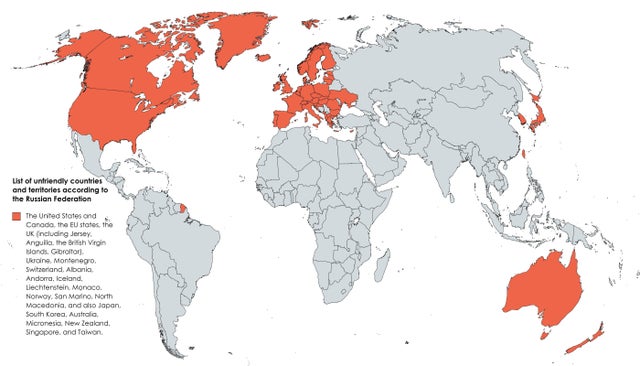 List of unfriendly countries
and territories according to
the Russian Federation
The United States and
Canada, the EU states, the
UK (including Jersey,
Anguilla, the British Virgin
Islands, Gibraltar),
Ukraine, Montenegro,
Switzerland, Albania,
Andorra, Iceland,
Liechtenstein, Monaco,
Norway, San Marino, North
Macedonia, and also Japan,
South Korea, Australia,
Micronesia, New Zealand,
Singapore, and Taiwan.